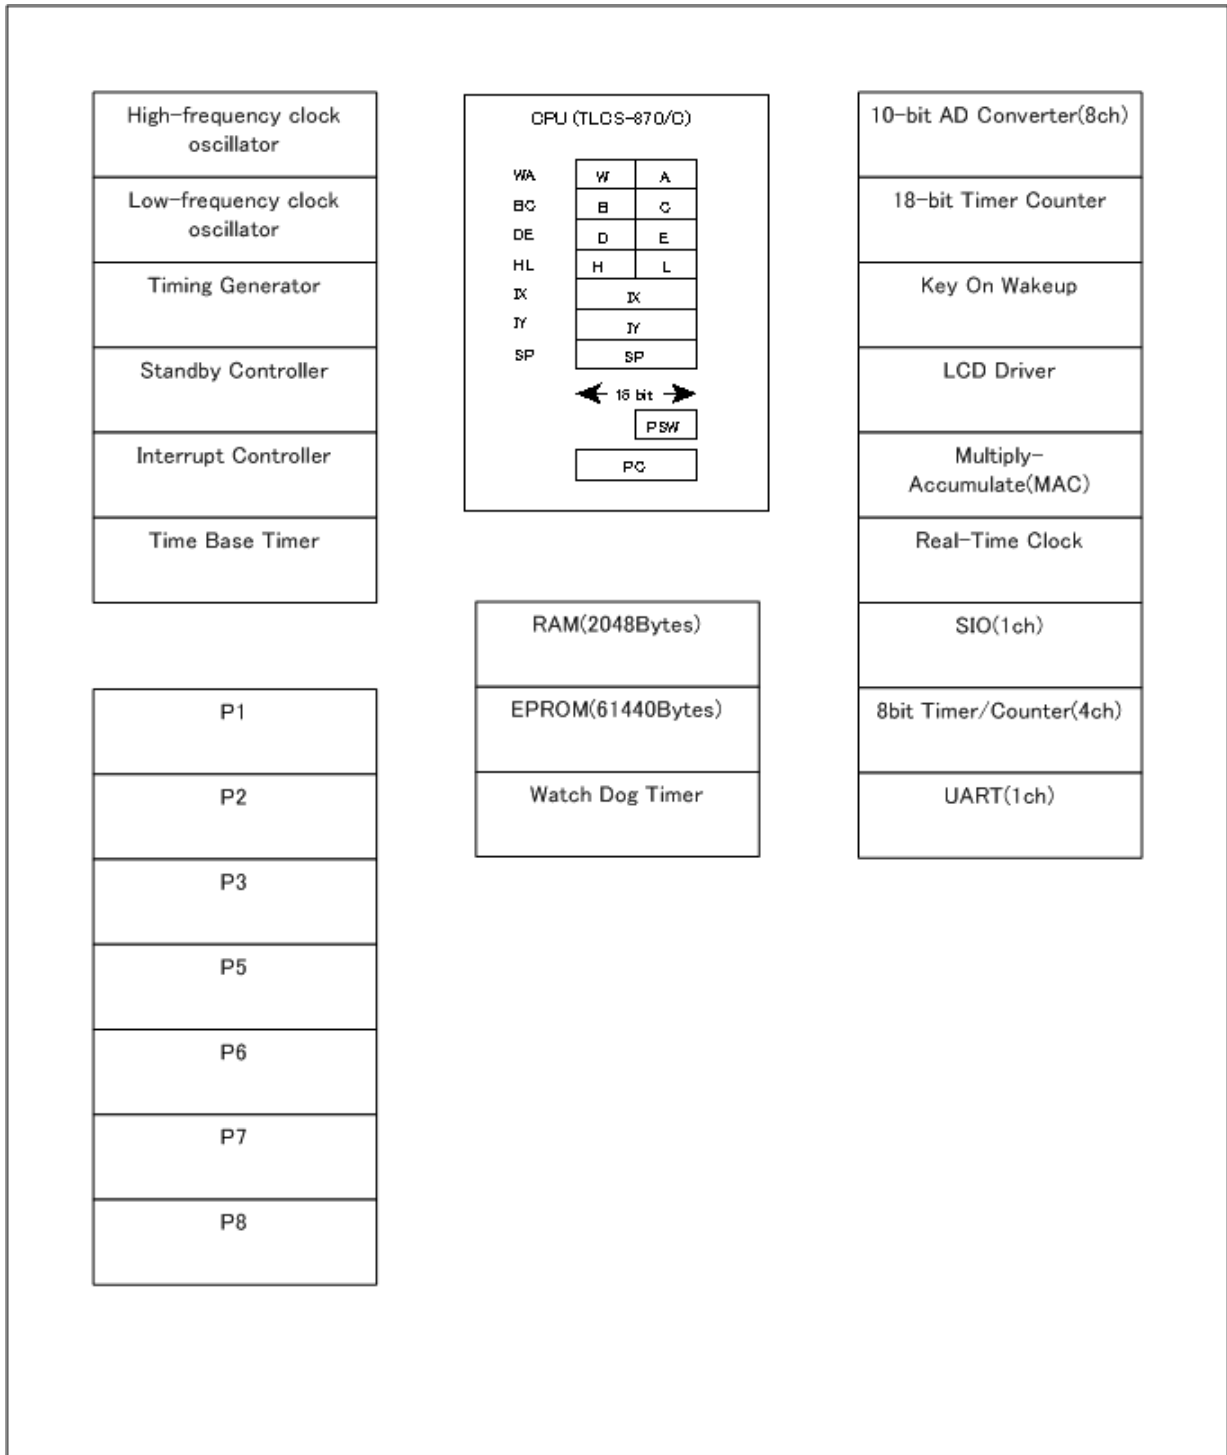 High-frequency clock
oscillator
Low-frequency clock
oscillator
Timing Generator
Standby Controller
Interrupt Controller
Time Base Timer
P1
P2
P3
P5
P6
P7
P8
CPU (TLCS-870/C)
WA W A
BC B C
DE D E
HL H L
IX IX
IY IY
SP SP
16 bit
PSW
PC
RAM(2048Bytes)
EPROM(61440Bytes)
Watch Dog Timer
10-bit AD Converter(8ch)
18-bit Timer Counter
Key On Wakeup
LCD Driver
Multiply-
Accumulate(MAC)
Real-Time Clock
SIO(1ch)
8bit Timer/Counter(4ch)
UART(1ch)